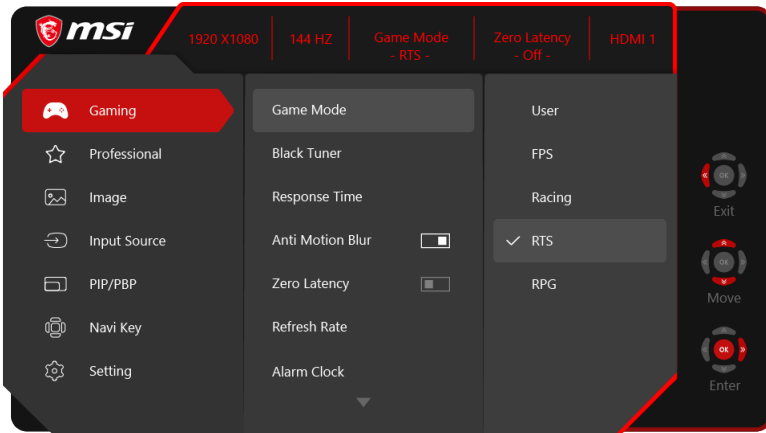 msi
1920 X1080
144 HZ
Game Mode
- RTS -
Zero Latency
- Off -
HDMI 1
Gaming
Professional
Image
Input Source
PIP/PBP
Navi Key
Setting
Game Mode
Black Tuner
Response Time
Anti Motion Blur
Zero Latency
Refresh Rate
Alarm Clock
User
FPS
Racing
RTS
RPG
OK
Exit
OK
Move
OK
Enter